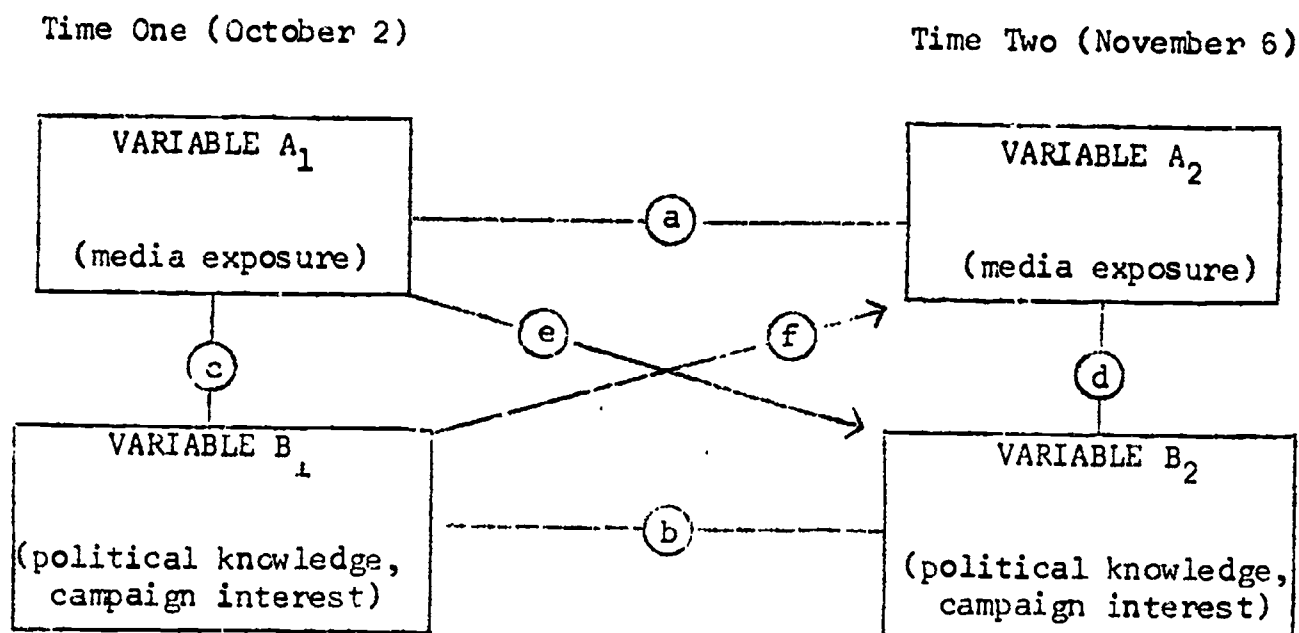 Time One (October 2)
Time Two (November 6)
VARIABLE A1
(media exposure)
VARIABLE A2
(media exposure)
a
e
f
c
d
VARIABLE B1
(political knowledge,
campaign interest)
b
VARIABLE B2
(political knowledge,
campaign interest)